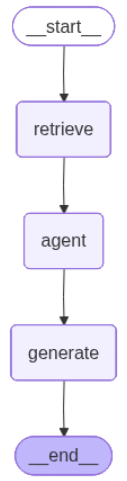 __start__
retrieve
agent
generate
__end__